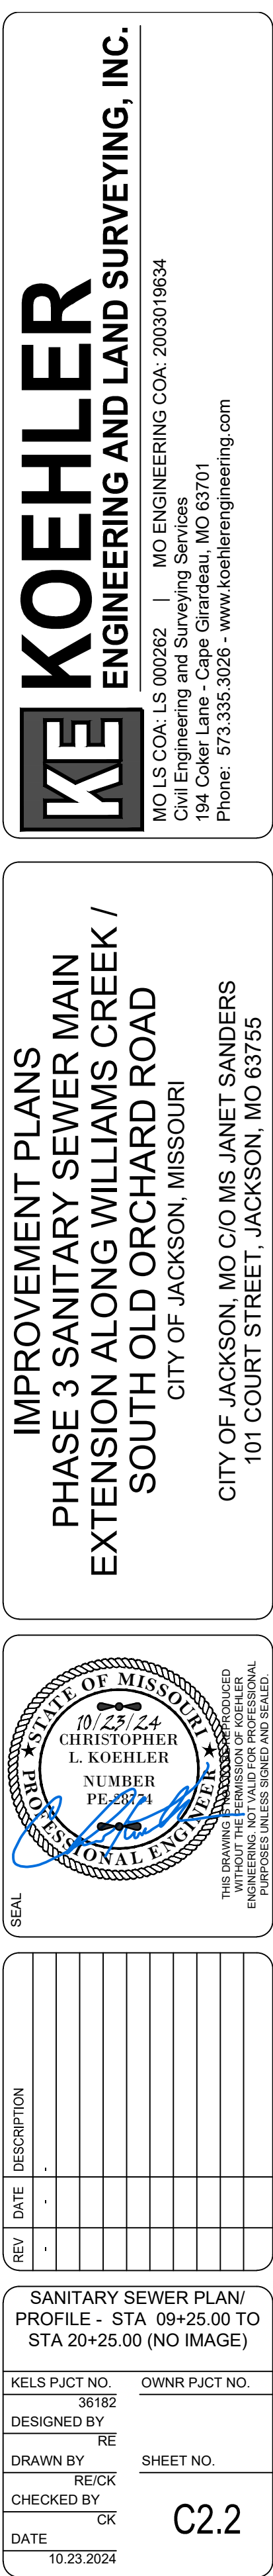 KE
KOEHLER
ENGINEERING AND LAND SURVEYING, INC.
MO LS COA: LS 000262 | MO ENGINEERING COA: 2003019634
Civil Engineering and Surveying Services
194 Coker Lane - Cape Girardeau, MO 63701
Phone: 573.335.3026 - www.koehlerengineering.com
IMPROVEMENT PLANS
PHASE 3 SANITARY SEWER MAIN
EXTENSION ALONG WILLIAMS CREEK /
SOUTH OLD ORCHARD ROAD
CITY OF JACKSON, MISSOURI
CITY OF JACKSON, MO C/O MS JANET SANDERS
101 COURT STREET, JACKSON, MO 63755
SEAL
STATE OF MISSOURI
10/23/24
CHRISTOPHER
L. KOEHLER
NUMBER
PE-28774
PROFESSIONAL ENGINEER
THIS DRAWING REPRODUCED
WITHOUT THE PERMISSION OF KOEHLER
ENGINEERING. NOT VALID FOR PROFESSIONAL
PURPOSES UNLESS SIGNED AND SEALED.
REV DATE DESCRIPTION
- - -
SANITARY SEWER PLAN/
PROFILE - STA 09+25.00 TO
STA 20+25.00 (NO IMAGE)
KELS PJCT NO. OWNR PJCT NO.
36182
DESIGNED BY
RE
DRAWN BY SHEET NO.
RE/CK
CHECKED BY
CK
C2.2
DATE
10.23.2024